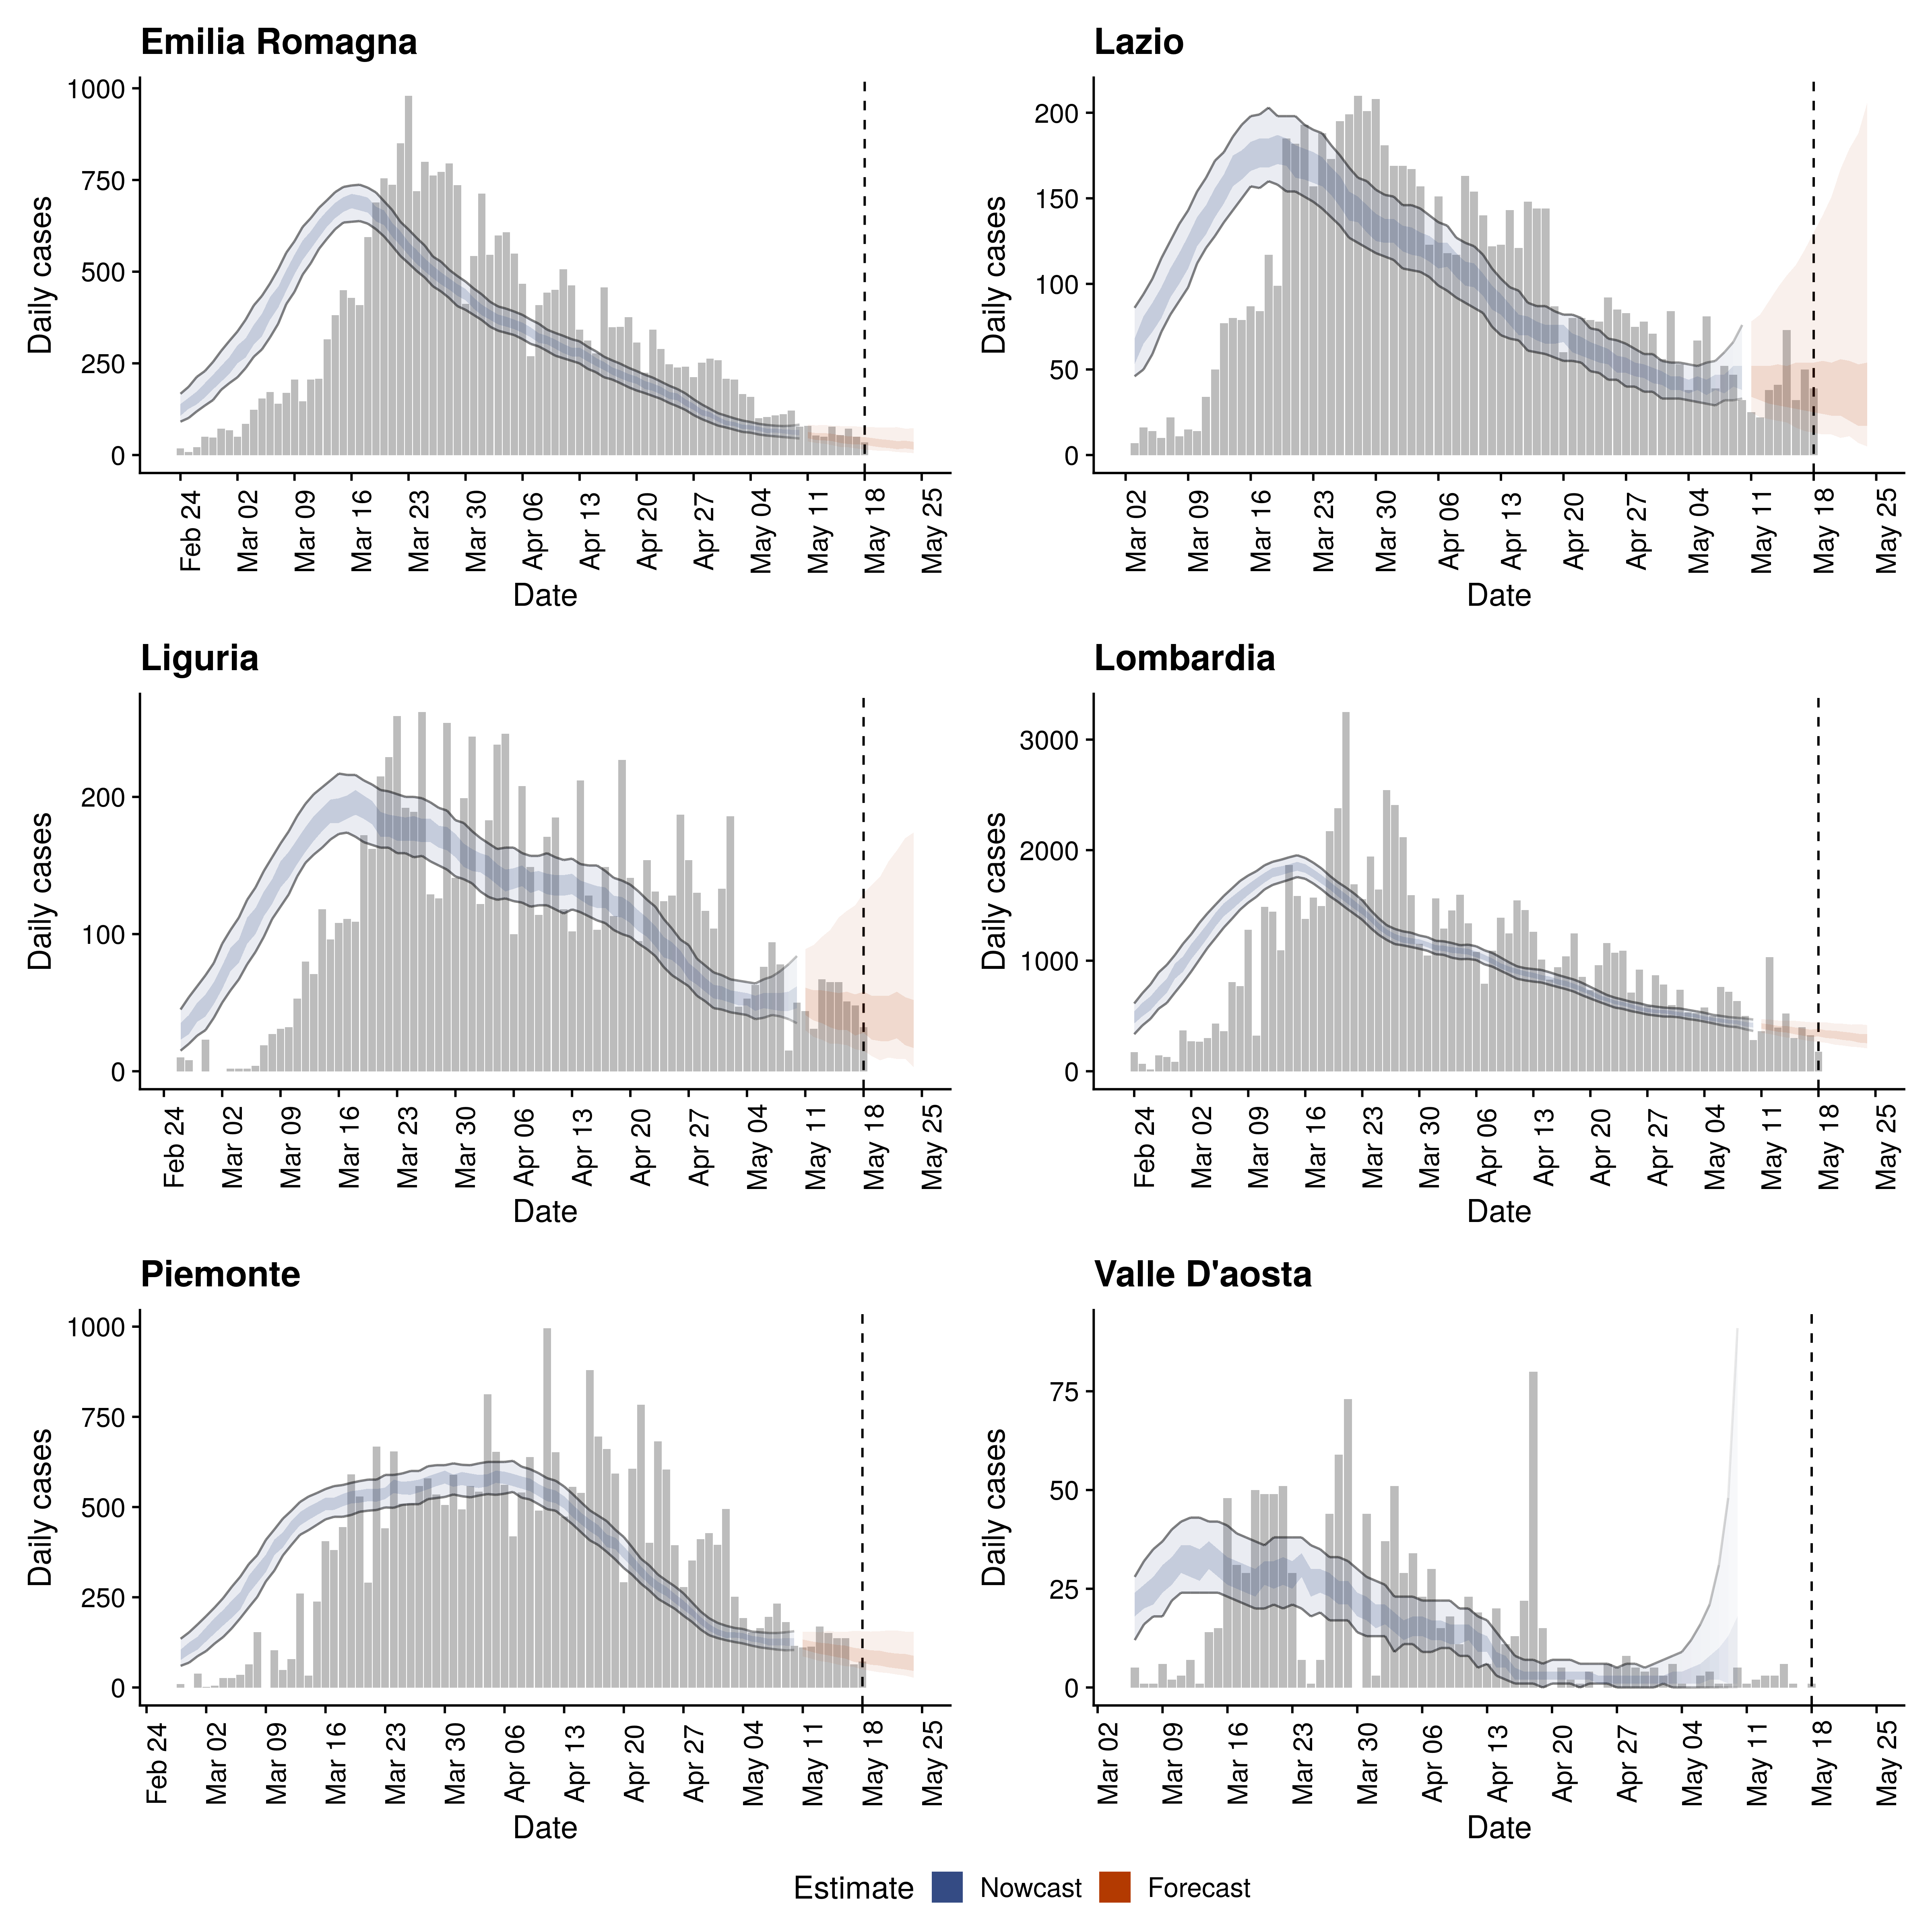 Emilia Romagna
Daily cases
1000
750
500
250
0
Feb 24
Mar 02
Mar 09
Mar 16
Mar 23
Mar 30
Apr 06
Apr 13
Apr 20
Apr 27
May 04
May 11
May 18
May 25
Date
Lazio
Daily cases
200
150
100
50
0
Mar 02
Mar 09
Mar 16
Mar 23
Mar 30
Apr 06
Apr 13
Apr 20
Apr 27
May 04
May 11
May 18
May 25
Date
Liguria
Daily cases
200
100
0
Feb 24
Mar 02
Mar 09
Mar 16
Mar 23
Mar 30
Apr 06
Apr 13
Apr 20
Apr 27
May 04
May 11
May 18
May 25
Date
Lombardia
Daily cases
3000
2000
1000
0
Feb 24
Mar 02
Mar 09
Mar 16
Mar 23
Mar 30
Apr 06
Apr 13
Apr 20
Apr 27
May 04
May 11
May 18
May 25
Date
Piemonte
Daily cases
1000
750
500
250
0
Feb 24
Mar 02
Mar 09
Mar 16
Mar 23
Mar 30
Apr 06
Apr 13
Apr 20
Apr 27
May 04
May 11
May 18
May 25
Date
Valle D'aosta
Daily cases
75
50
25
0
Mar 02
Mar 09
Mar 16
Mar 23
Mar 30
Apr 06
Apr 13
Apr 20
Apr 27
May 04
May 11
May 18
May 25
Date
Estimate Nowcast Forecast